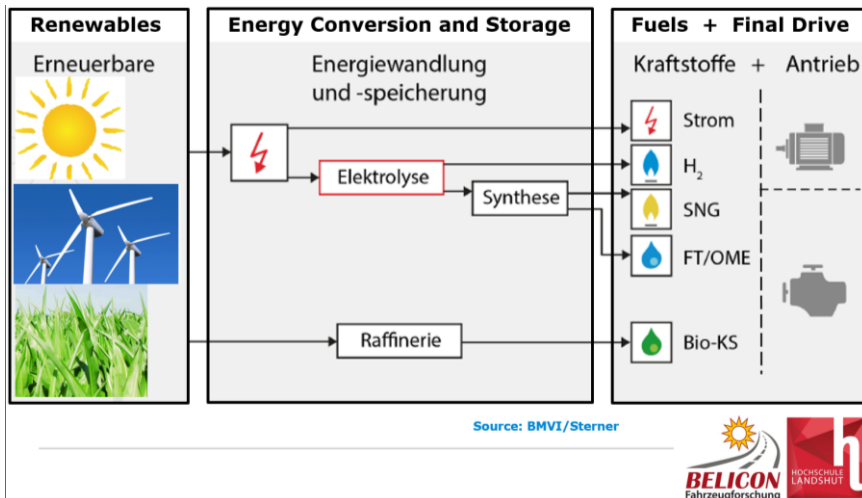 Renewables
Erneuerbare
Energy Conversion and Storage
Energiewandlung
und -speicherung
Elektrolyse
Synthese
Raffinerie
Fuels + Final Drive
Kraftstoffe + Antrieb
Strom
H₂
SNG
FT/OME
Bio-KS
Source: BMVI/Sterner
BELICON
Fahrzeugforschung
HOCHSCHULE
LANDSHUT